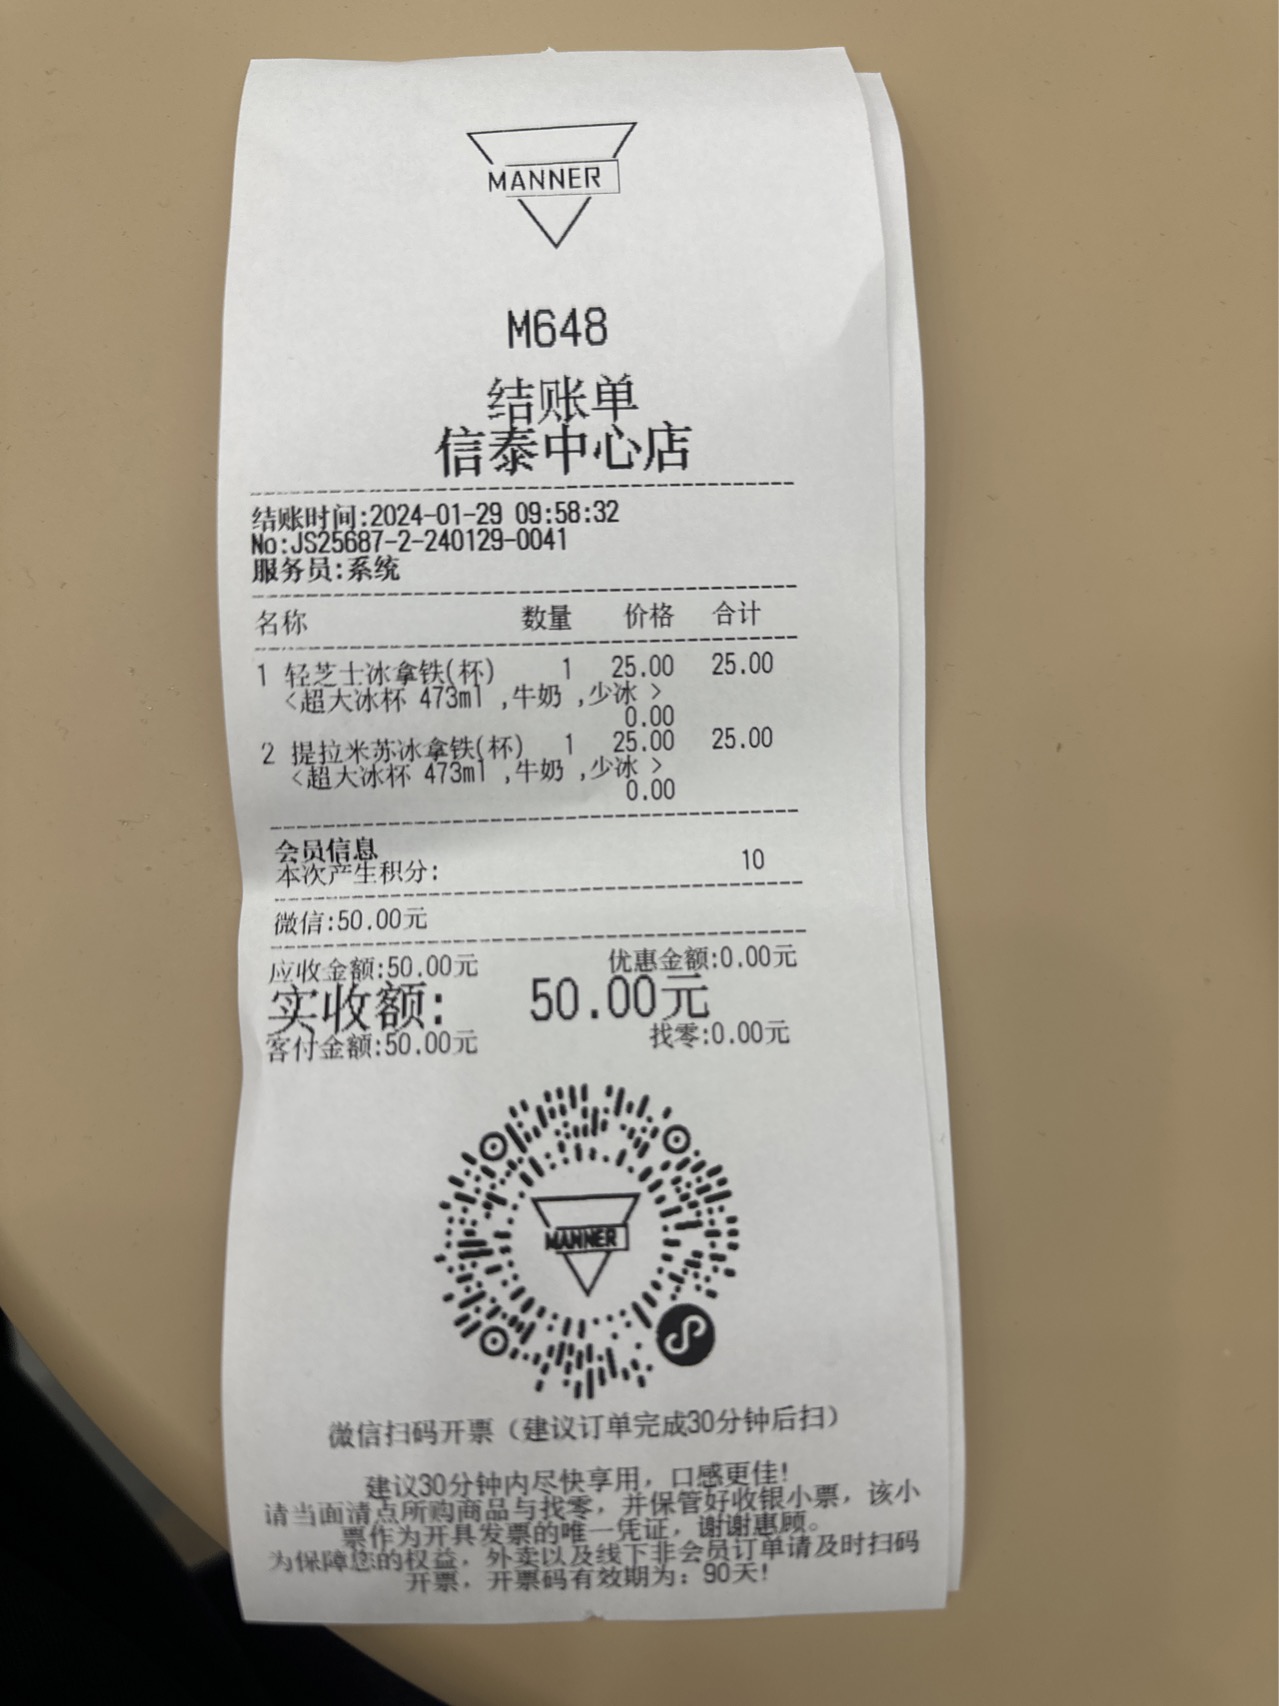 MANNER
M648
结账单
信泰中心店
结账时间:2024-01-29 09:58:32
No:JS25687-2-240129-0041
服务员:系统
名称 数量 价格 合计
1 轻芝士冰拿铁(杯) 1 25.00 25.00
<超大冰杯 473ml ,牛奶 ,少冰 >
0.00
2 提拉米苏冰拿铁(杯) 1 25.00 25.00
<超大冰杯 473ml ,牛奶 ,少冰 >
0.00
会员信息
本次产生积分: 10
微信:50.00元
应收金额:50.00元 优惠金额:0.00元
实收额: 50.00元
客付金额:50.00元 找零:0.00元
MANNER
微信扫码开票（建议订单完成30分钟后扫）
建议30分钟内尽快享用，口感更佳!
请当面清点所购商品与找零，并保管好收银小票，该小
票作为开具发票的唯一凭证，谢谢惠顾。
为保障您的权益，外卖以及线下非会员订单请及时扫码
开票，开票码有效期为：90天!